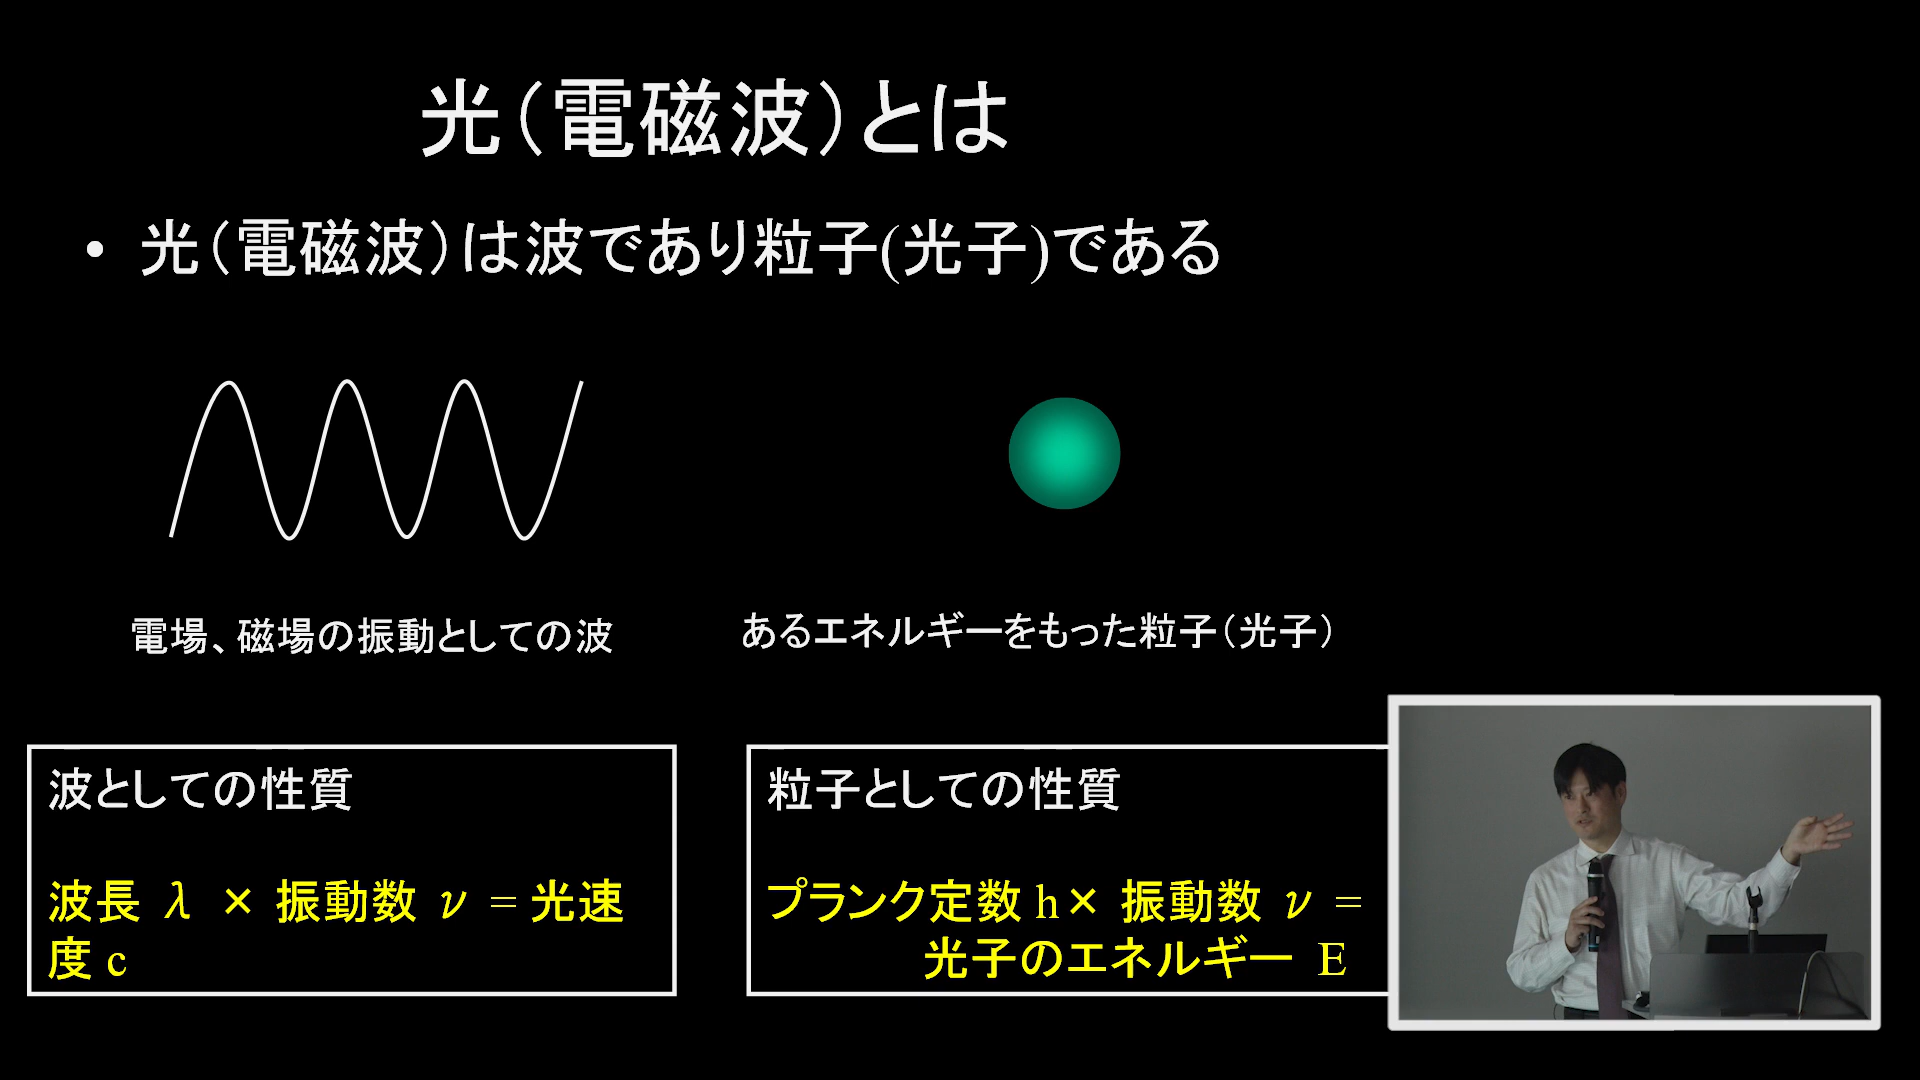 光（電磁波）とは
• 光（電磁波）は波であり粒子(光子)である
電場、磁場の振動としての波
あるエネルギーをもった粒子（光子）
波としての性質
波長 λ × 振動数 ν = 光速
度 c
粒子としての性質
プランク定数 h× 振動数 ν =
光子のエネルギー E